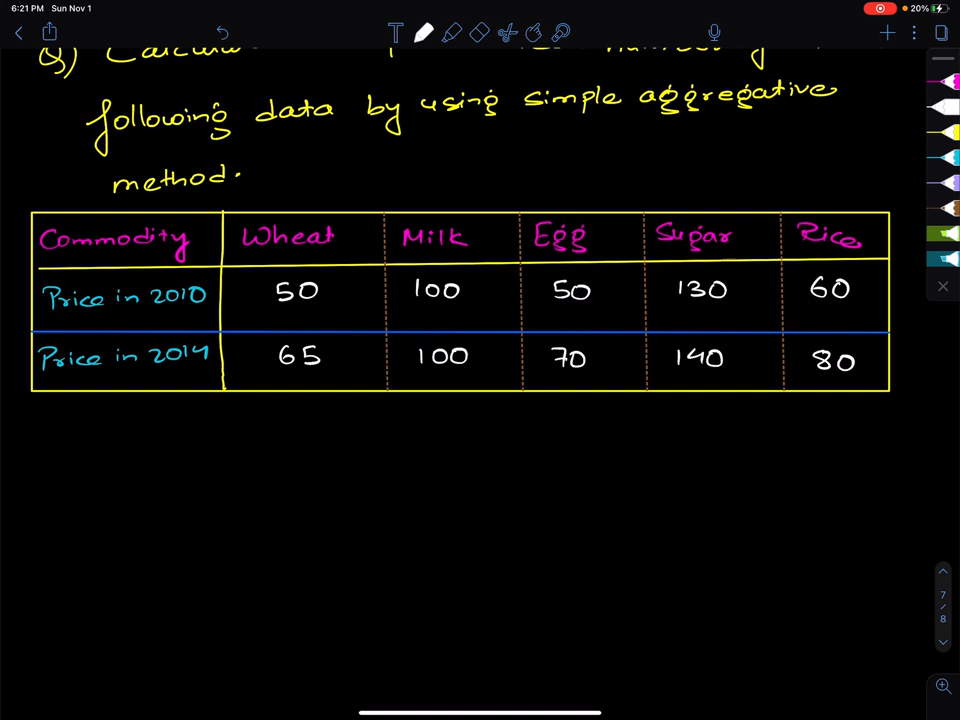 6:21 PM Sun Nov 1
20%
following data by using simple aggregative
method.
Commodity Wheat Milk Egg Sugar Rice
Price in 2010 50 100 50 130 60
Price in 2014 65 100 70 140 80
7
/
8